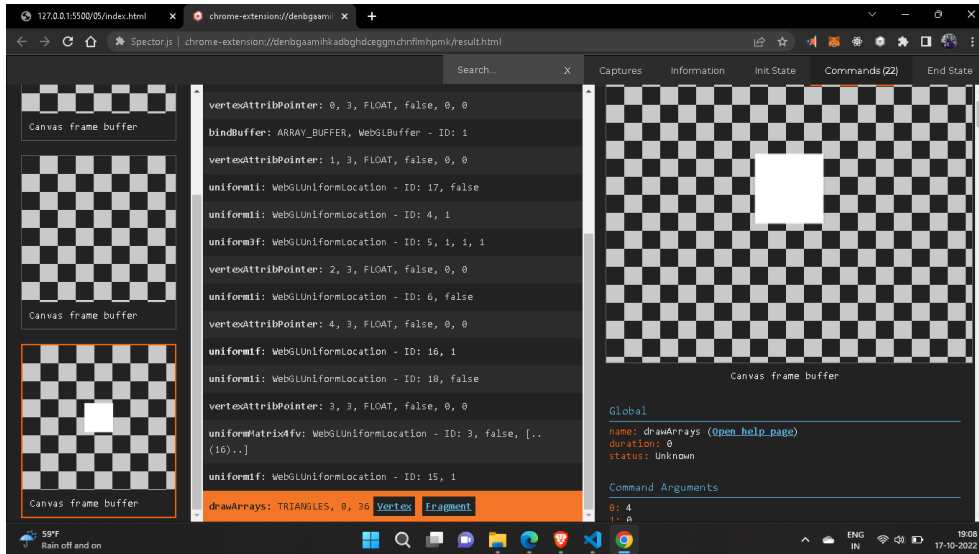 127.0.0.1:5500/05/index.html
chrome-extension://denbgaamil
Spector.js
chrome-extension://denbgaamihkadbghdceggmchnflmhpmk/result.html
Search...
X
Captures
Information
Init State
Commands (22)
End State
Canvas frame buffer
Canvas frame buffer
Canvas frame buffer
vertexAttribPointer: 0, 3, FLOAT, false, 0, 0
bindBuffer: ARRAY_BUFFER, WebGLBuffer - ID: 1
vertexAttribPointer: 1, 3, FLOAT, false, 0, 0
uniform1i: WebGLUniformLocation - ID: 17, false
uniform1i: WebGLUniformLocation - ID: 4, 1
uniform3f: WebGLUniformLocation - ID: 5, 1, 1, 1
vertexAttribPointer: 2, 3, FLOAT, false, 0, 0
uniform1i: WebGLUniformLocation - ID: 6, false
vertexAttribPointer: 4, 3, FLOAT, false, 0, 0
uniform1f: WebGLUniformLocation - ID: 16, 1
uniform1i: WebGLUniformLocation - ID: 18, false
vertexAttribPointer: 3, 3, FLOAT, false, 0, 0
uniformMatrix4fv: WebGLUniformLocation - ID: 3, false, [..
(16)..]
uniform1f: WebGLUniformLocation - ID: 15, 1
drawArrays: TRIANGLES, 0, 36 Vertex Fragment
Canvas frame buffer
Global
name: drawArrays (Open help page)
duration: 0
status: Unknown
Command Arguments
0: 4
1: 0
59°F
Rain off and on
ENG
IN
19:08
17-10-2022